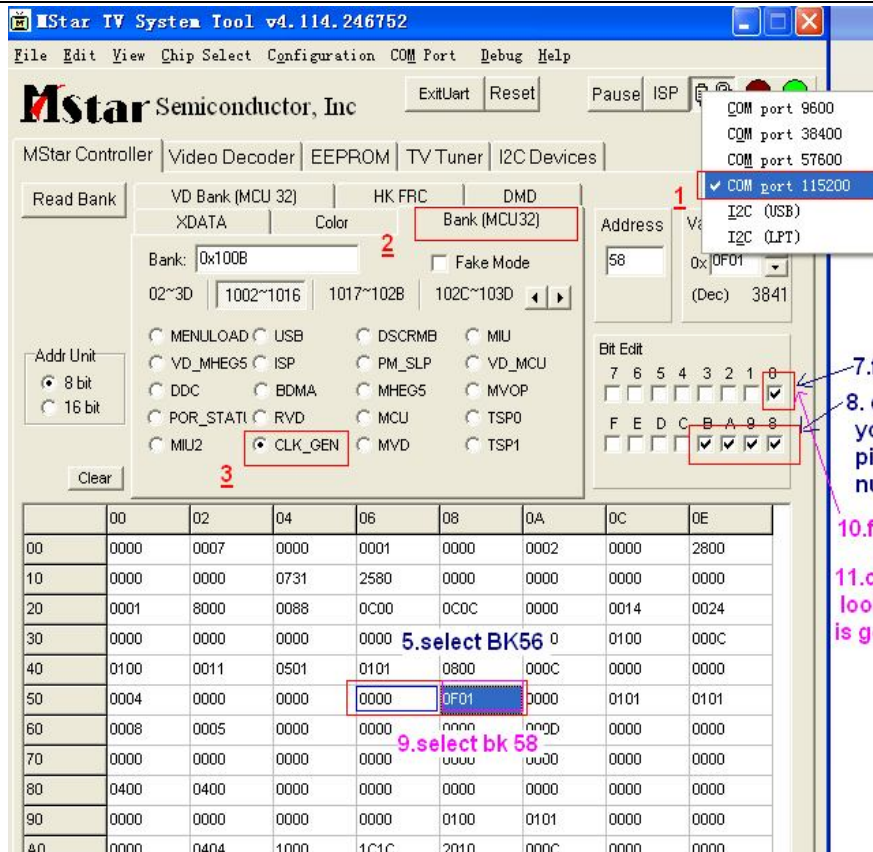 MStar TV System Tool v4.114.246752
File Edit View Chip Select Configuration COM Port Debug Help
MStar Semiconductor, Inc
ExitUart Reset Pause ISP
COM port 9600
COM port 38400
COM port 57600
COM port 115200
I2C (USB)
I2C (LPT)
1
MStar Controller Video Decoder EEPROM TV Tuner I2C Devices
Read Bank
VD Bank (MCU 32) HK FRC DMD
XDATA Color Bank (MCU32)
2
Bank: 0x100B Fake Mode
02~3D 1002~1016 1017~102B 102C~103D
Address
58
0x 0F01
(Dec) 3841
Addr Unit
8 bit
16 bit
MENULOAD USB DSCRMB MIU
VD_MHEG5 ISP PM_SLP VD_MCU
DDC BDMA MHEG5 MVOP
POR_STATI RVD MCU TSP0
MIU2 CLK_GEN MVD TSP1
3
Clear
Bit Edit
7 6 5 4 3 2 1 0
F E D C B A 9 8
7.
8.
10.
11.
is
00 02 04 06 08 0A 0C 0E
00 0000 0007 0000 0001 0000 0002 0000 2800
10 0000 0000 0731 2580 0000 0000 0000 0000
20 0001 8000 0088 0C00 0C0C 0000 0014 0024
30 0000 0000 0000 0000 0 0100 000C
5.select BK56
40 0100 0011 0501 0101 0800 000C 0000 0000
50 0004 0000 0000 0000 0F01 0000 0101 0101
60 0008 0005 0000 0000 0000 000D 0000 0000
9.select bk 58
70 0000 0000 0000 0000 0000 0000 0000 0000
80 0400 0400 0000 0000 0000 0000 0000 0000
90 0000 0000 0000 0000 0100 0101 0000 0000
A0 0000 0404 1000 1C1C 2010 000C 0000 0000